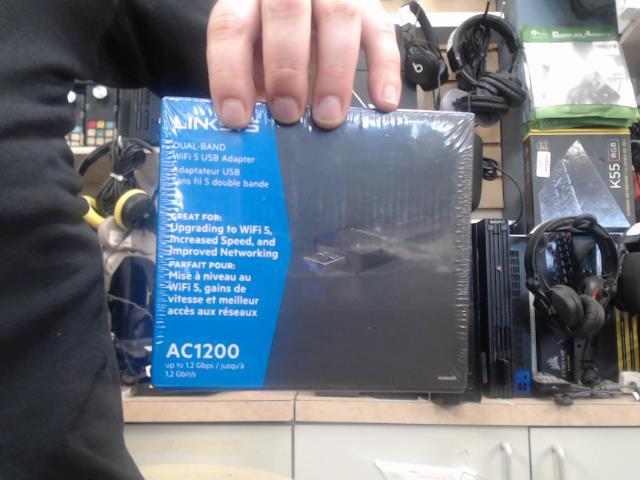 LINKSYS
DUAL-BAND
WiFi 5 USB Adapter
Adaptateur USB
sans fil 5 double bande
GREAT FOR:
Upgrading to WiFi 5,
Increased Speed, and
Improved Networking
PARFAIT POUR:
Mise à niveau au
WiFi 5, gains de
vitesse et meilleur
accès aux réseaux
AC1200
up to 1.2 Gbps / jusqu'à
1,2 Gbit/s
K55 RGB